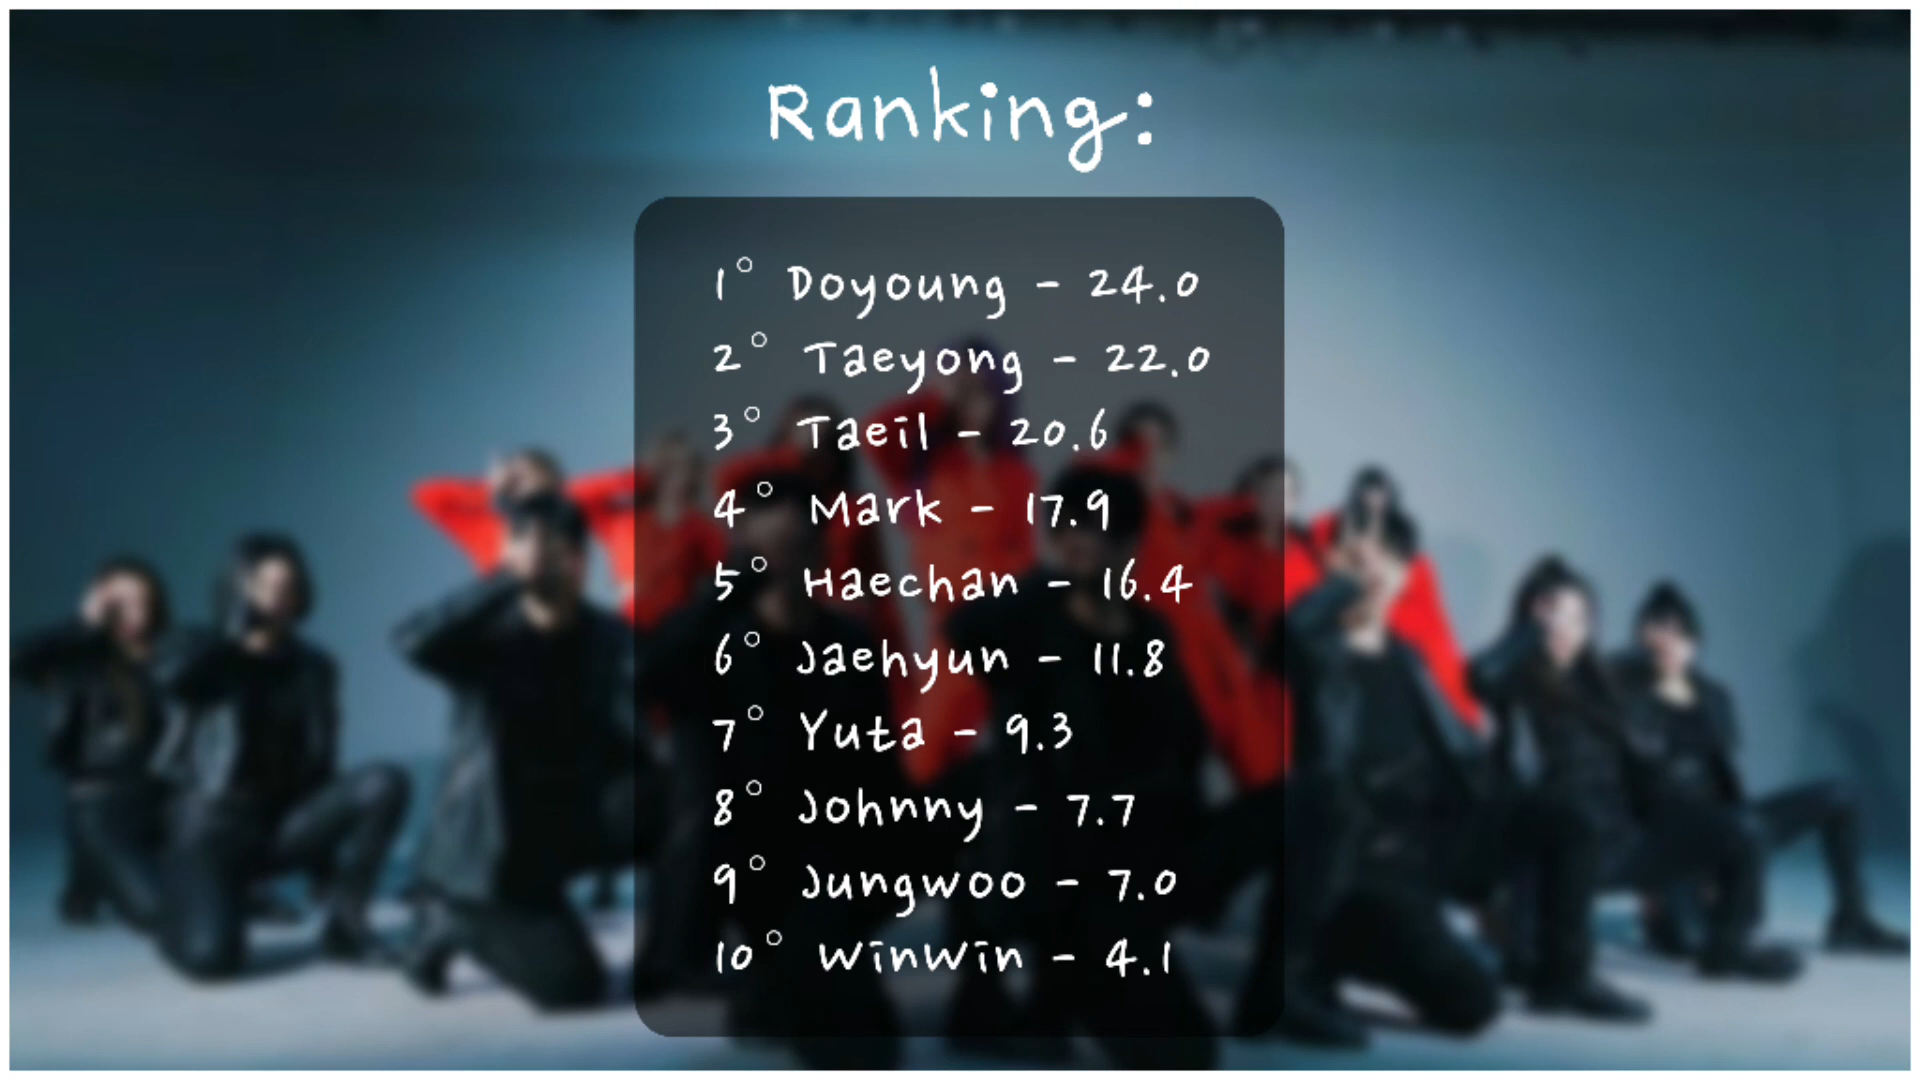 Ranking:
1° Doyoung - 24.0
2° Taeyong - 22.0
3° Taeil - 20.6
4° Mark - 17.9
5° Haechan - 16.4
6° Jaehyun - 11.8
7° Yuta - 9.3
8° Johnny - 7.7
9° Jungwoo - 7.0
10° WinWin - 4.1